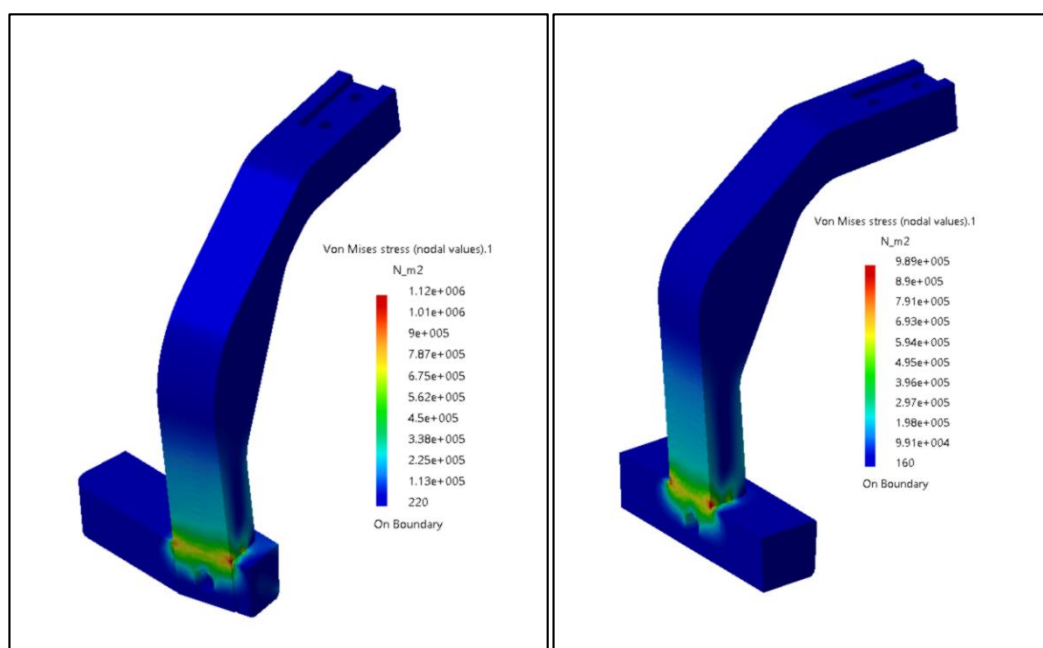 Von Mises stress (nodal values).1
N_m2
1.12e+006
1.01e+006
9e+005
7.87e+005
6.75e+005
5.62e+005
4.5e+005
3.38e+005
2.25e+005
1.13e+005
220
On Boundary
Von Mises stress (nodal values).1
N_m2
9.89e+005
8.9e+005
7.91e+005
6.93e+005
5.94e+005
4.95e+005
3.96e+005
2.97e+005
1.98e+005
9.91e+004
160
On Boundary